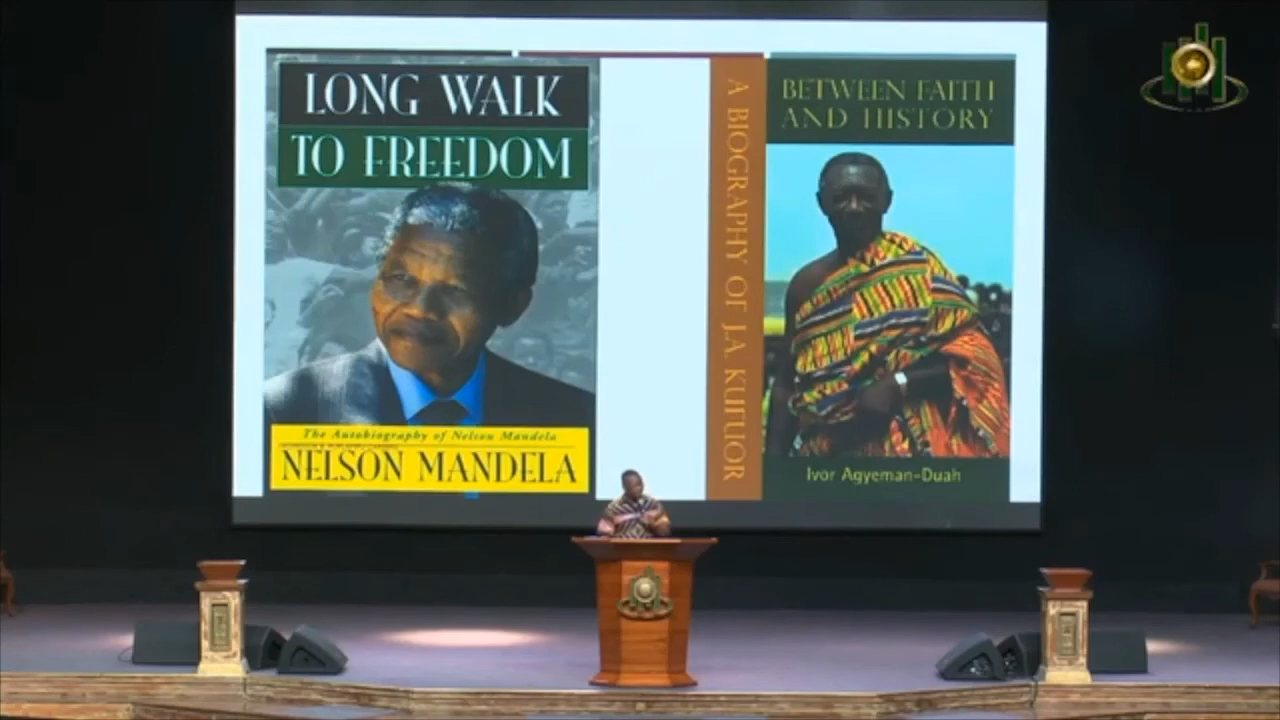 LONG WALK
TO FREEDOM
The Autobiography of Nelson Mandela
NELSON MANDELA
A BIOGRAPHY OF J.A. KUFUOR
BETWEEN FAITH
AND HISTORY
Ivor Agyeman-Duah